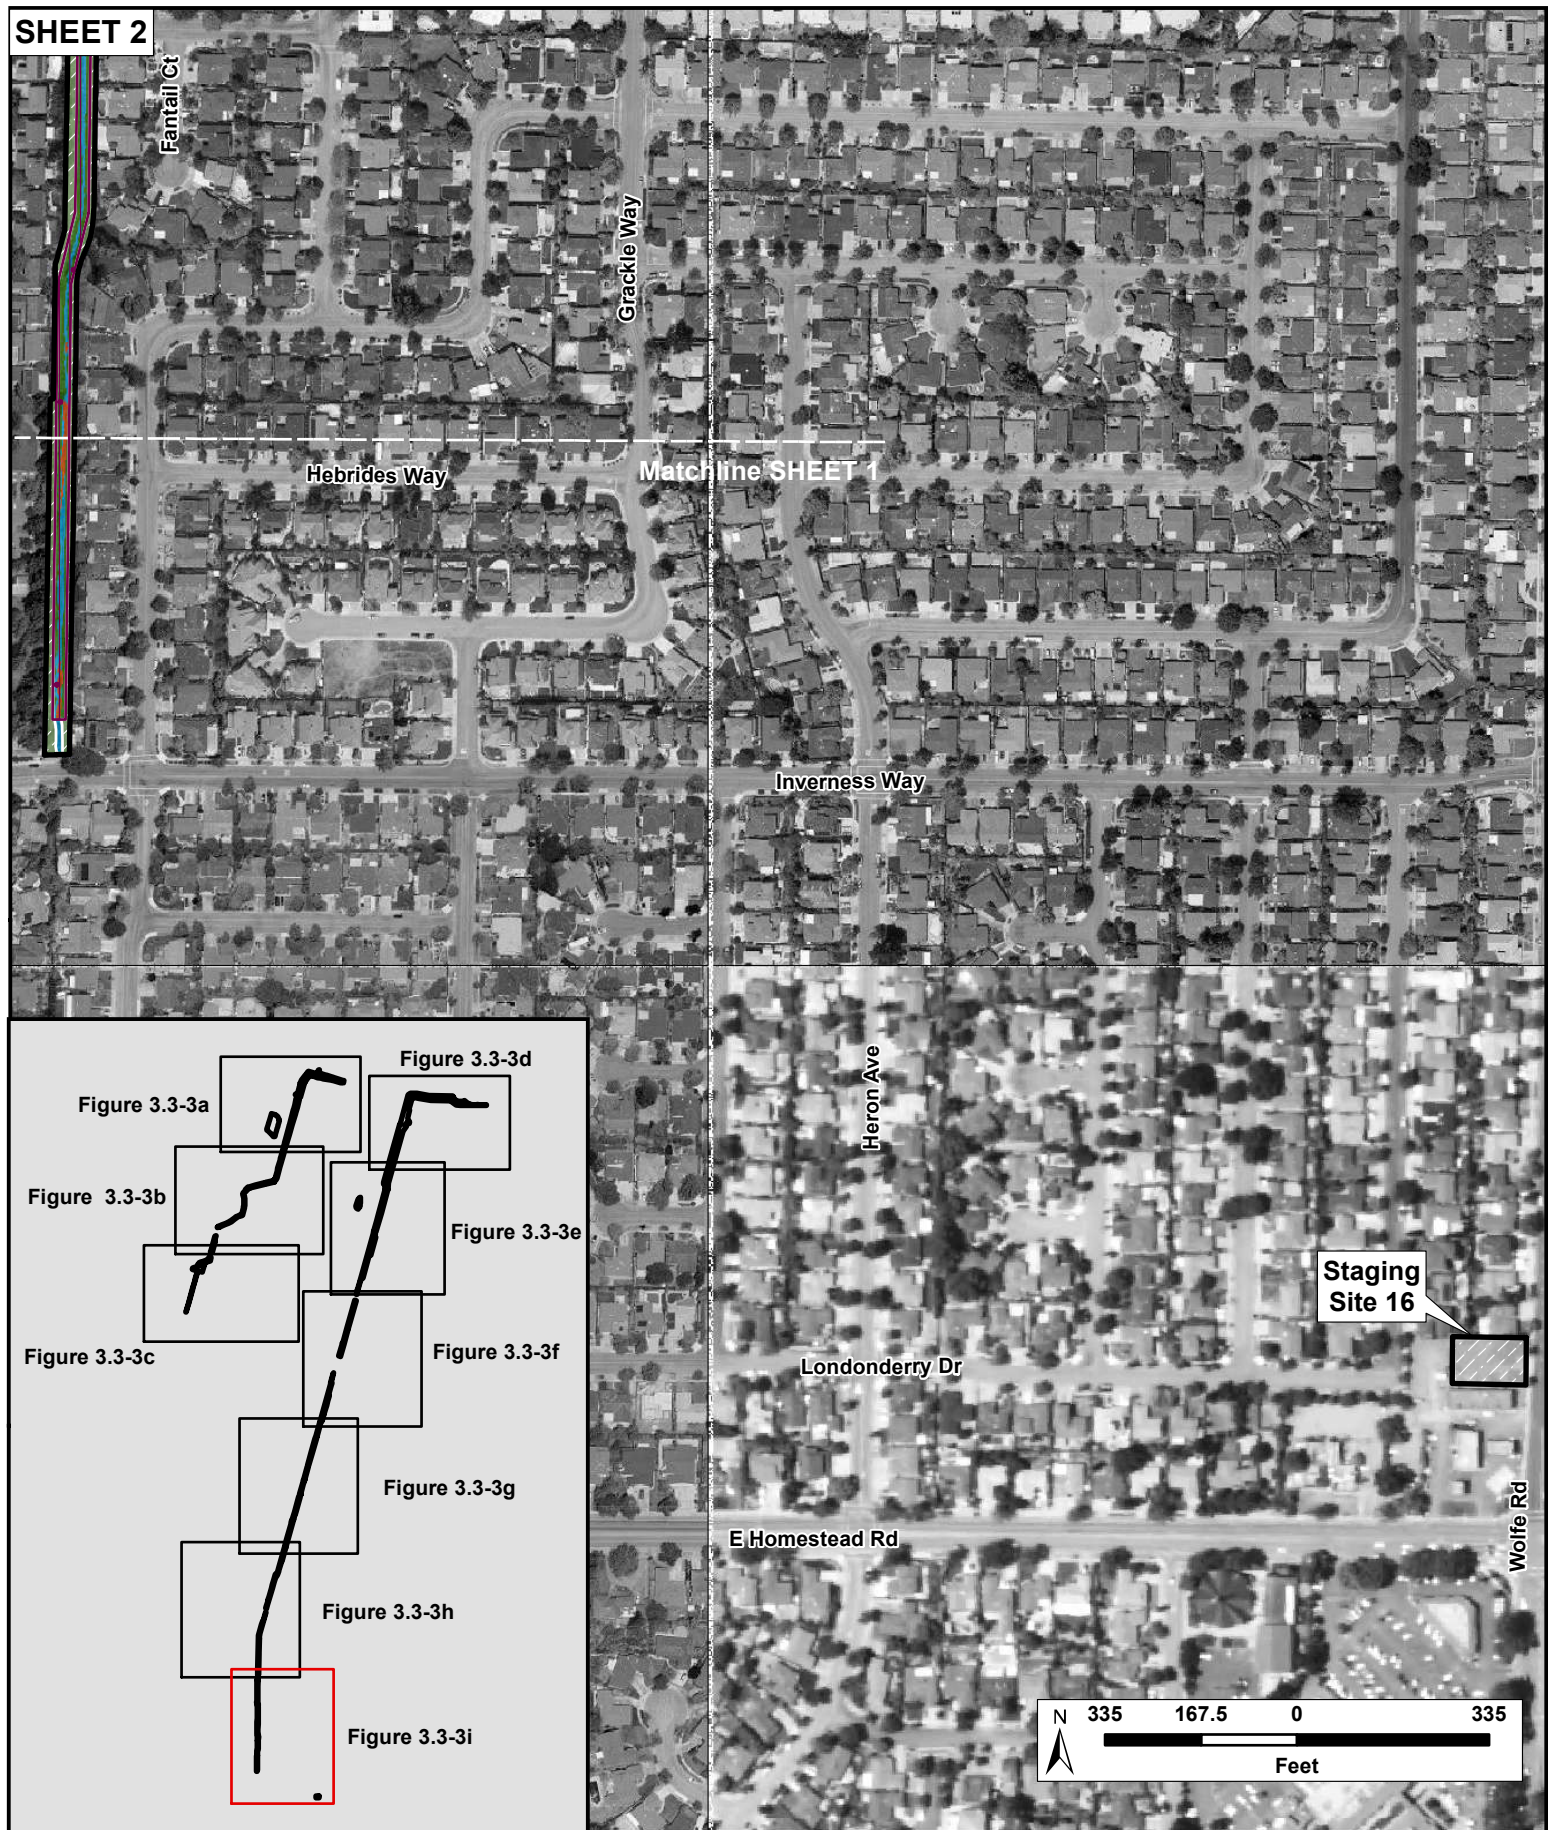 SHEET 2
Fantail Ct
Grackle Way
Hebrides Way
Matchline SHEET 1
Inverness Way
Heron Ave
Staging
Site 16
Londonderry Dr
E Homestead Rd
Wolfe Rd
Figure 3.3-3d
Figure 3.3-3a
Figure 3.3-3b
Figure 3.3-3e
Figure 3.3-3f
Figure 3.3-3c
Figure 3.3-3g
Figure 3.3-3h
Figure 3.3-3i
N
335 167.5 0 335
Feet